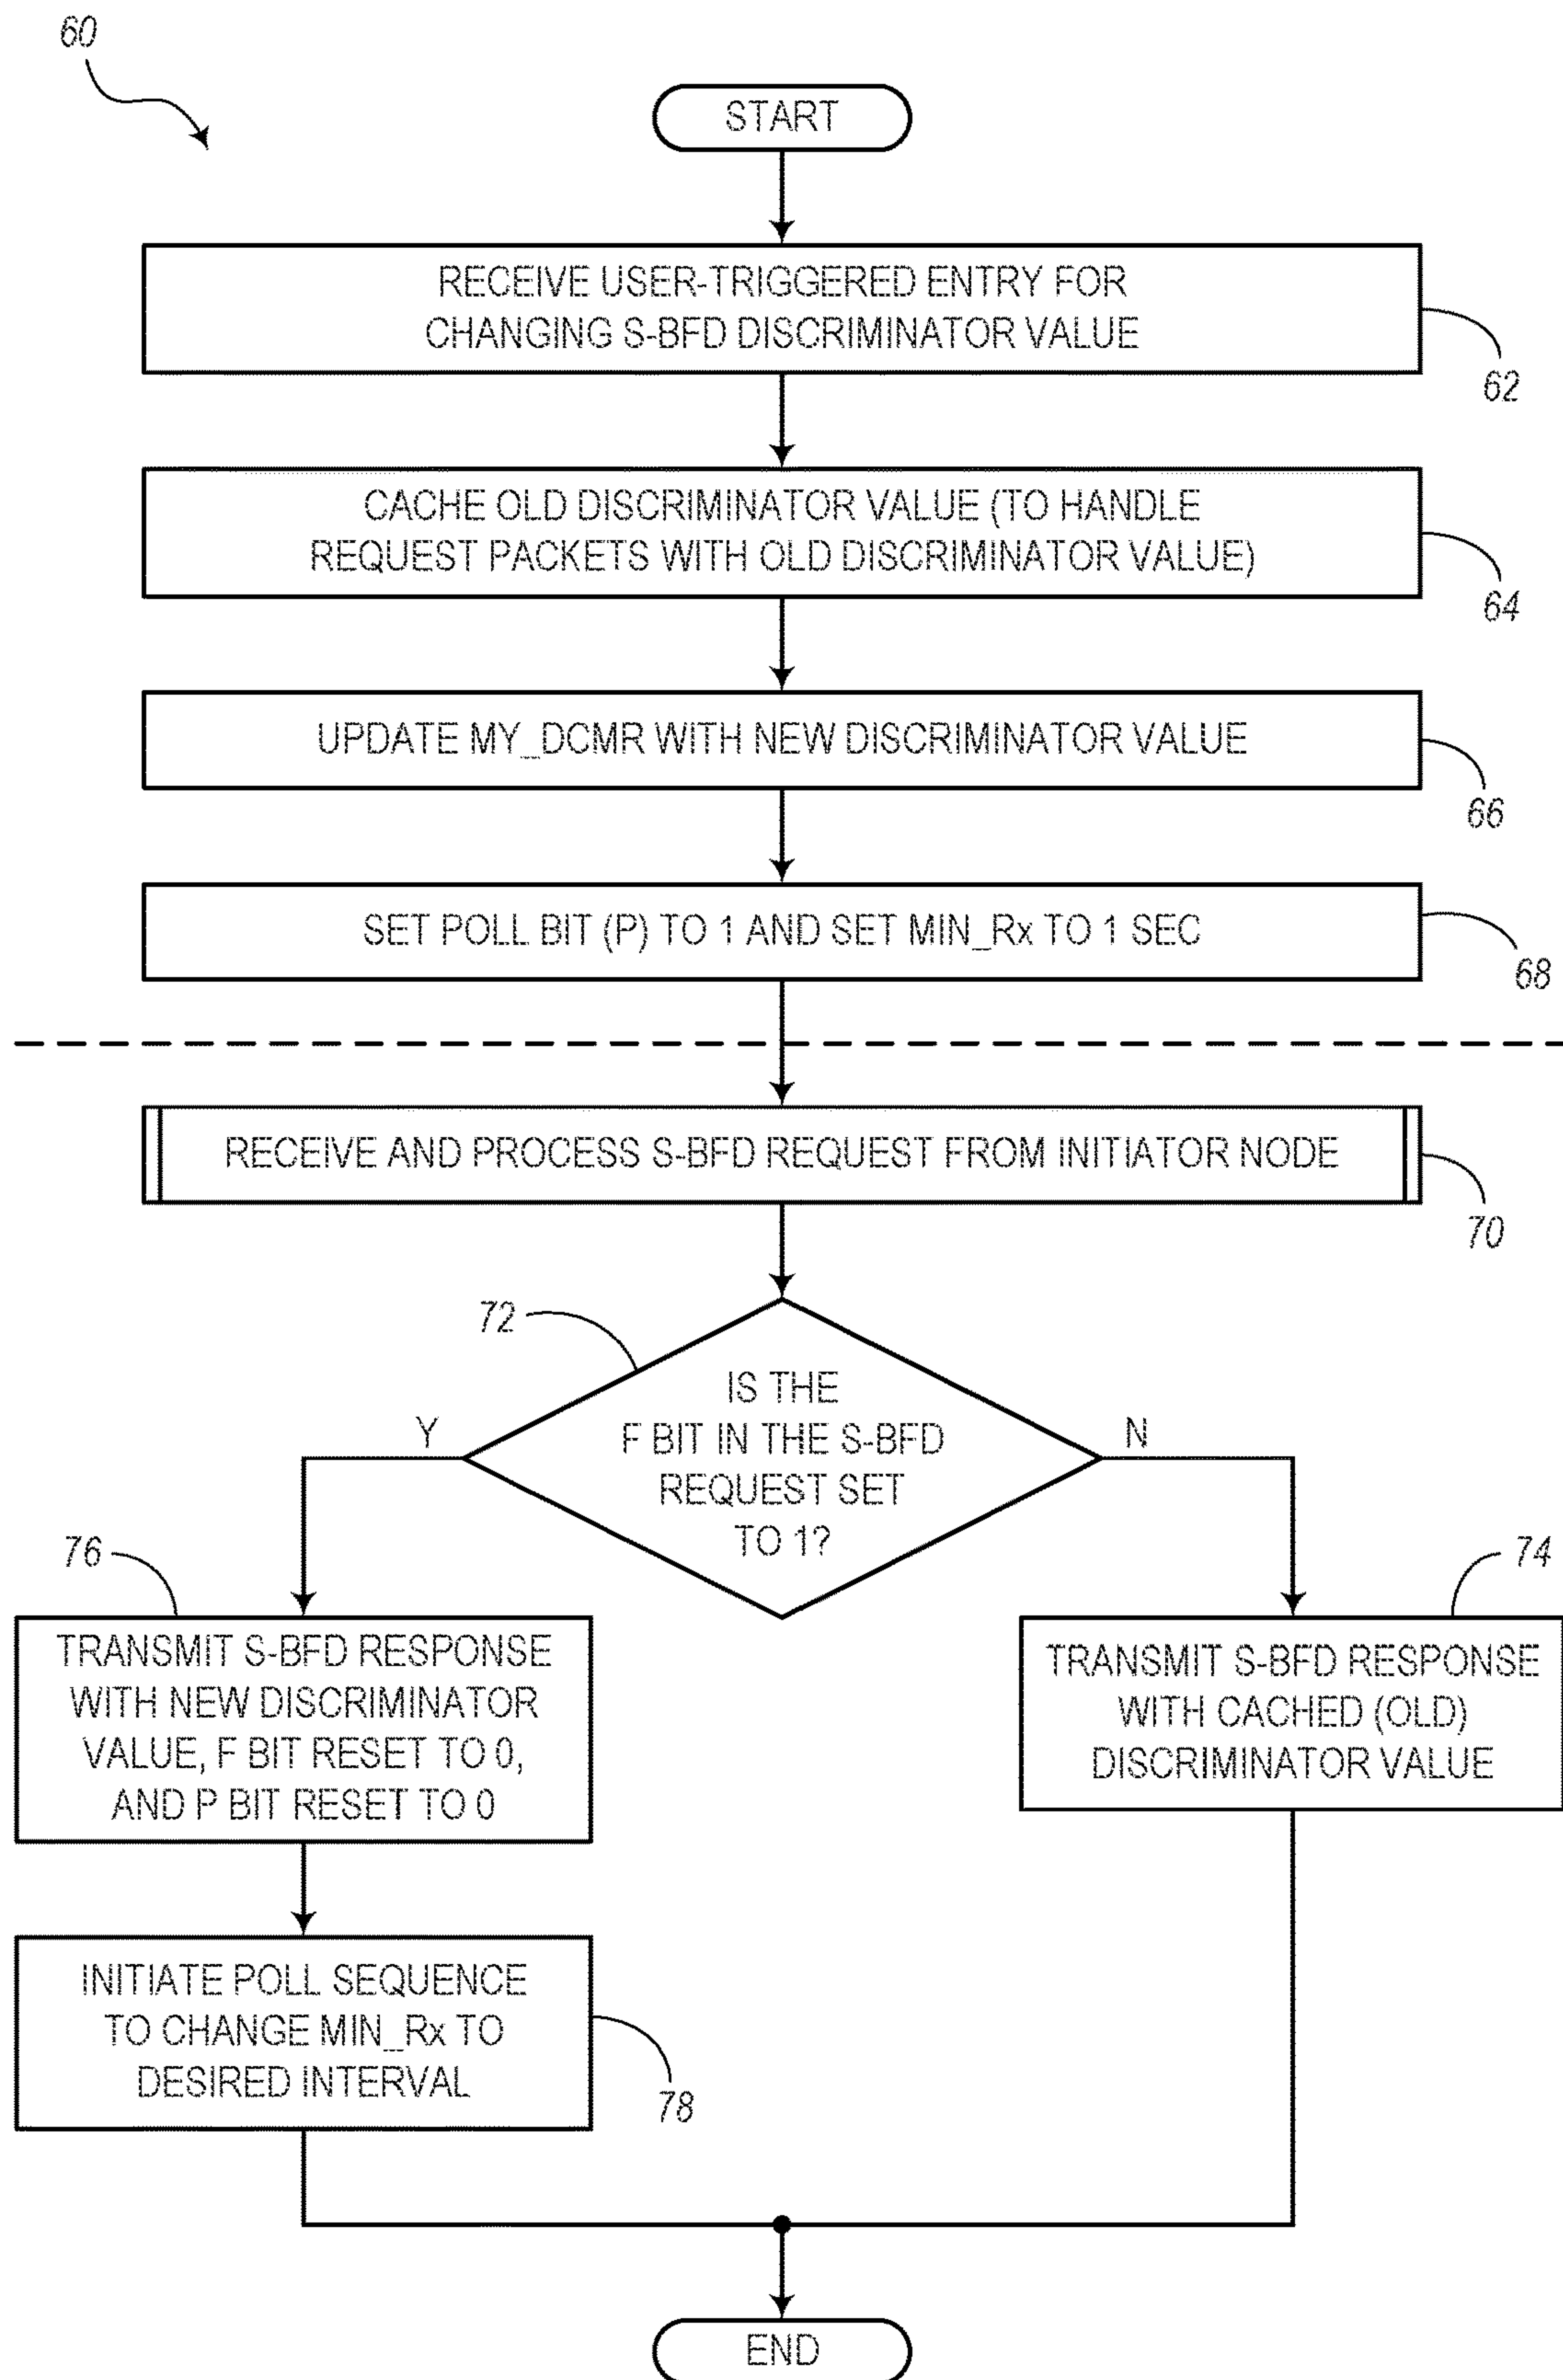 60
START
RECEIVE USER-TRIGGERED ENTRY FOR
CHANGING S-BFD DISCRIMINATOR VALUE
62
CACHE OLD DISCRIMINATOR VALUE (TO HANDLE
REQUEST PACKETS WITH OLD DISCRIMINATOR VALUE)
64
UPDATE MY_DCMR WITH NEW DISCRIMINATOR VALUE
66
SET POLL BIT (P) TO 1 AND SET MIN_Rx TO 1 SEC
68
RECEIVE AND PROCESS S-BFD REQUEST FROM INITIATOR NODE
70
72
IS THE
F BIT IN THE S-BFD
REQUEST SET
TO 1?
Y
N
76
TRANSMIT S-BFD RESPONSE
WITH NEW DISCRIMINATOR
VALUE, F BIT RESET TO 0,
AND P BIT RESET TO 0
74
TRANSMIT S-BFD RESPONSE
WITH CACHED (OLD)
DISCRIMINATOR VALUE
INITIATE POLL SEQUENCE
TO CHANGE MIN_Rx TO
DESIRED INTERVAL
78
END